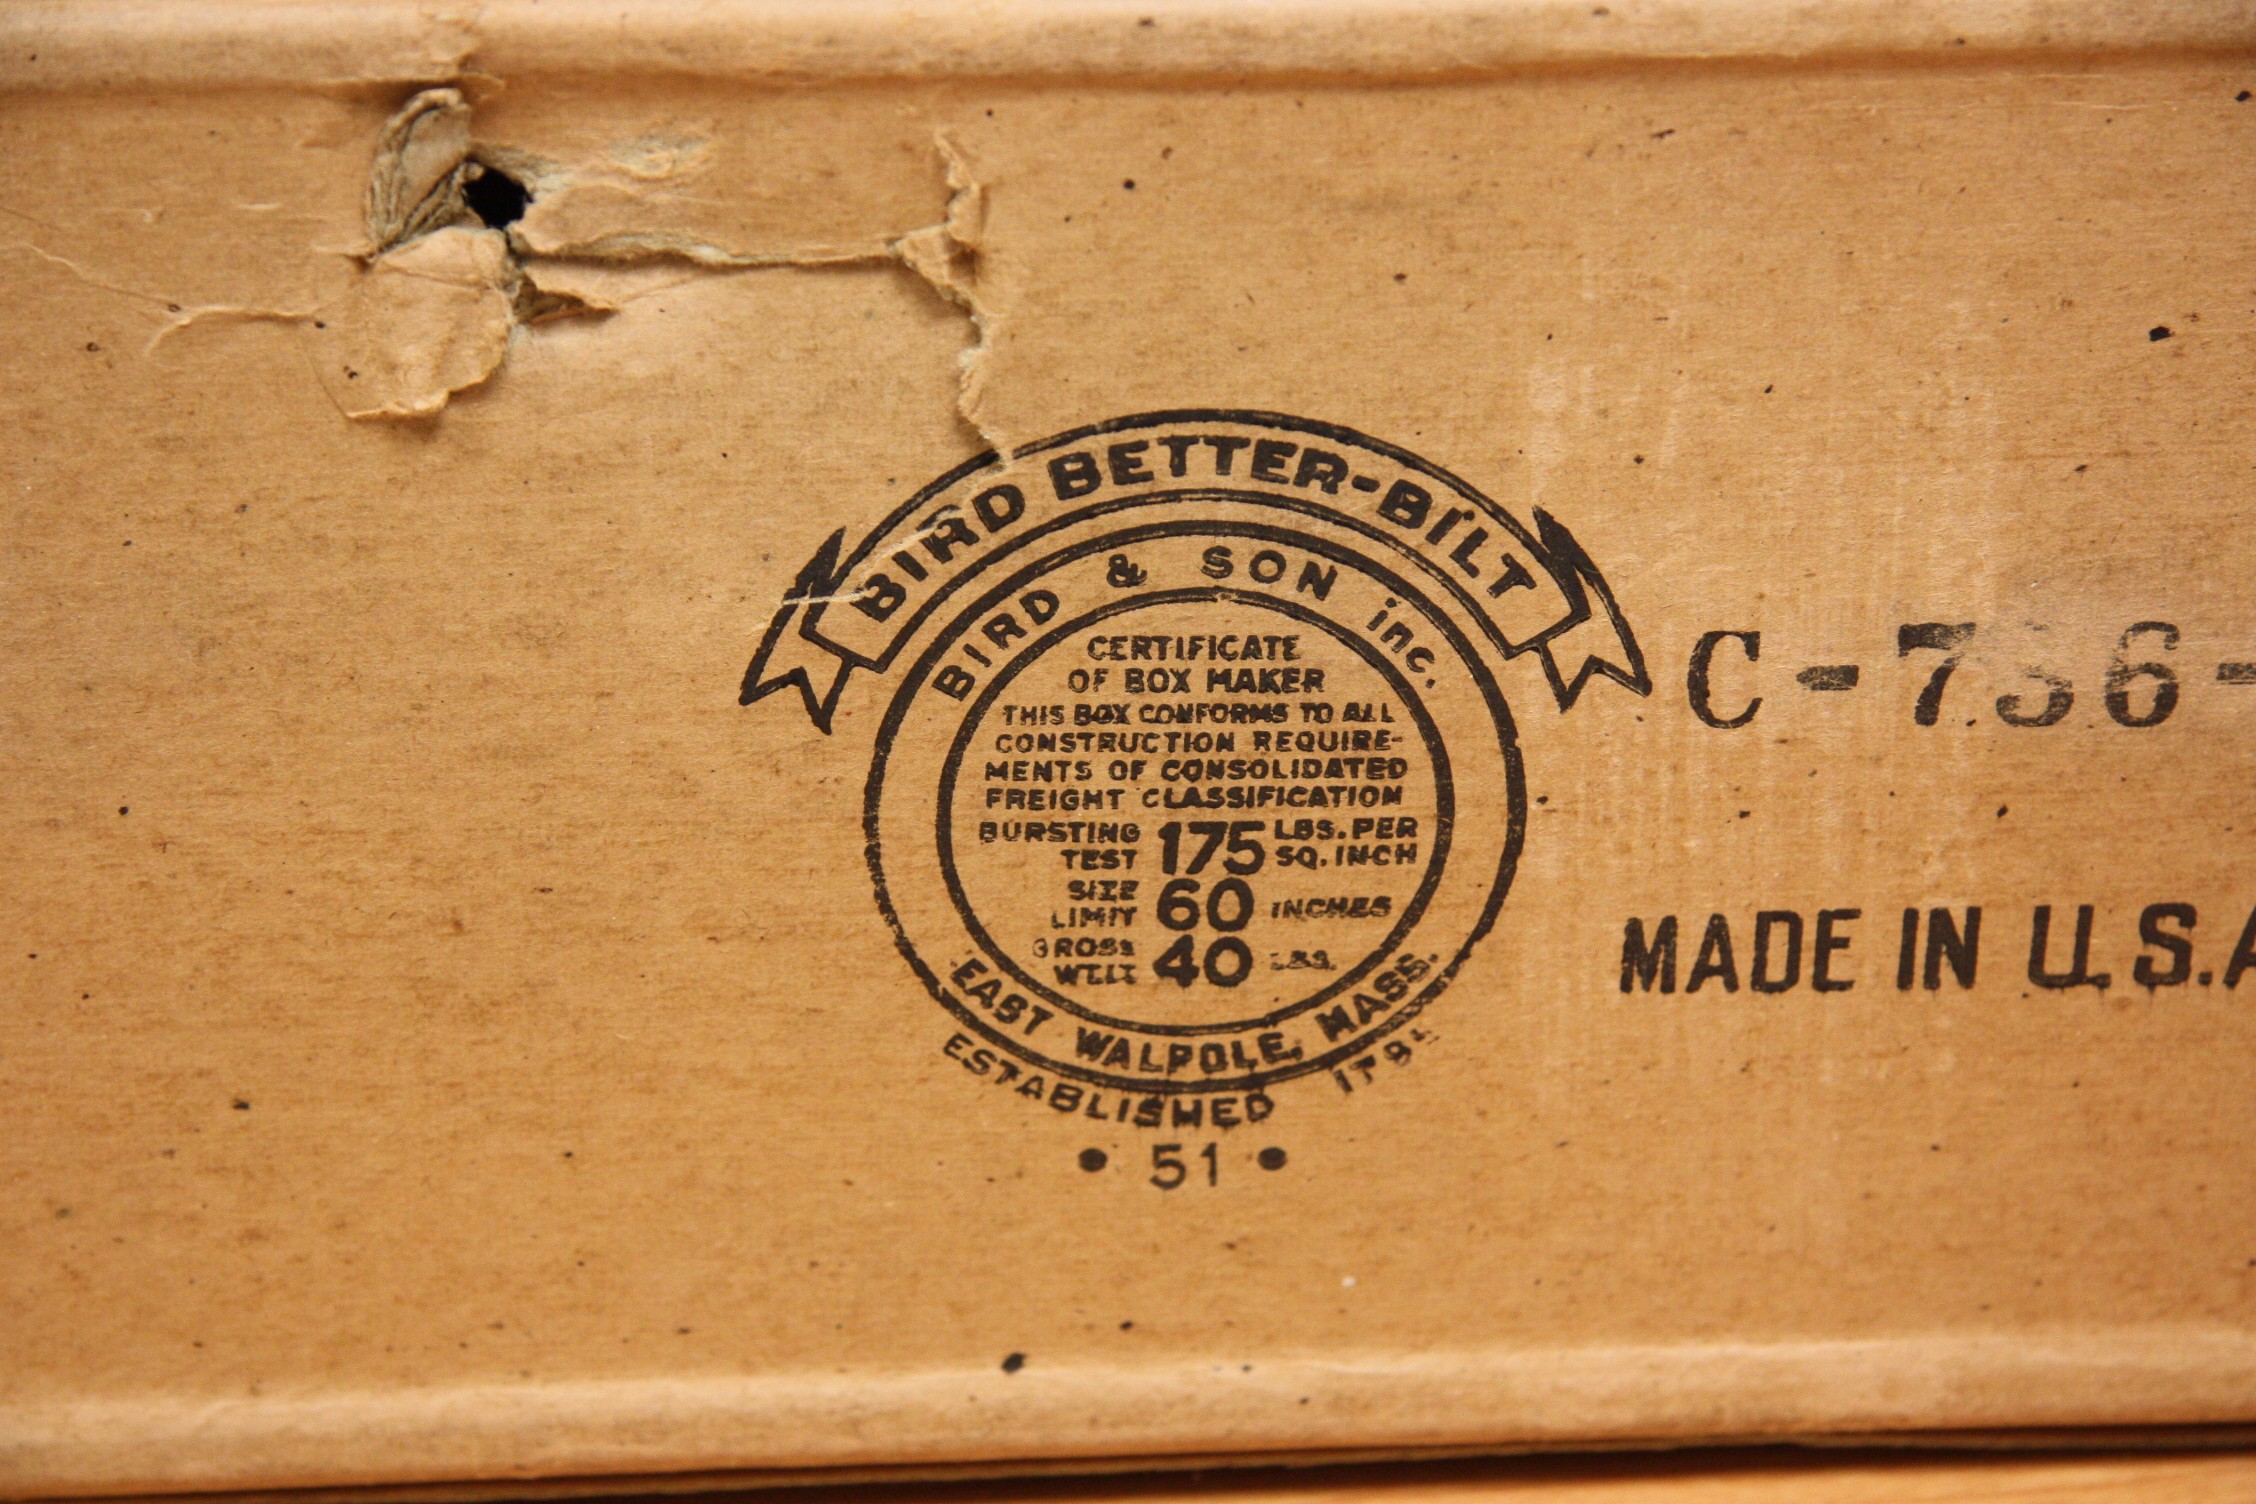 BIRD BETTER-BILT
BIRD & SON inc.
CERTIFICATE
OF BOX MAKER
THIS BOX CONFORMS TO ALL
CONSTRUCTION REQUIRE-
MENTS OF CONSOLIDATED
FREIGHT CLASSIFICATION
BURSTING TEST 175 LBS. PER SQ. INCH
SIZE LIMIT 60 INCHES
GROSS WT. LT. 40 LBS.
EAST WALPOLE, MASS.
ESTABLISHED 1795
• 51 •
C-736-
MADE IN U.S.A